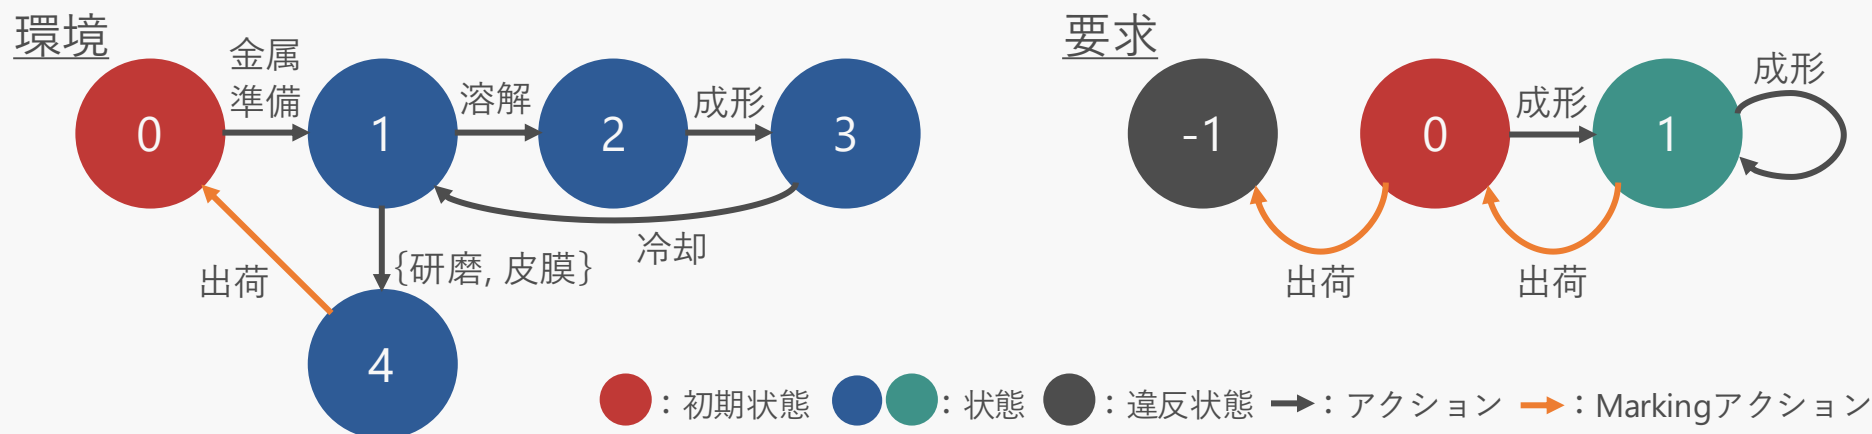 環境
金属
準備
溶解
成形
0
1
2
3
冷却
{研磨, 皮膜}
出荷
4
要求
成形
成形
-1
0
1
出荷
出荷
：初期状態
：状態
：違反状態
：アクション
：Markingアクション